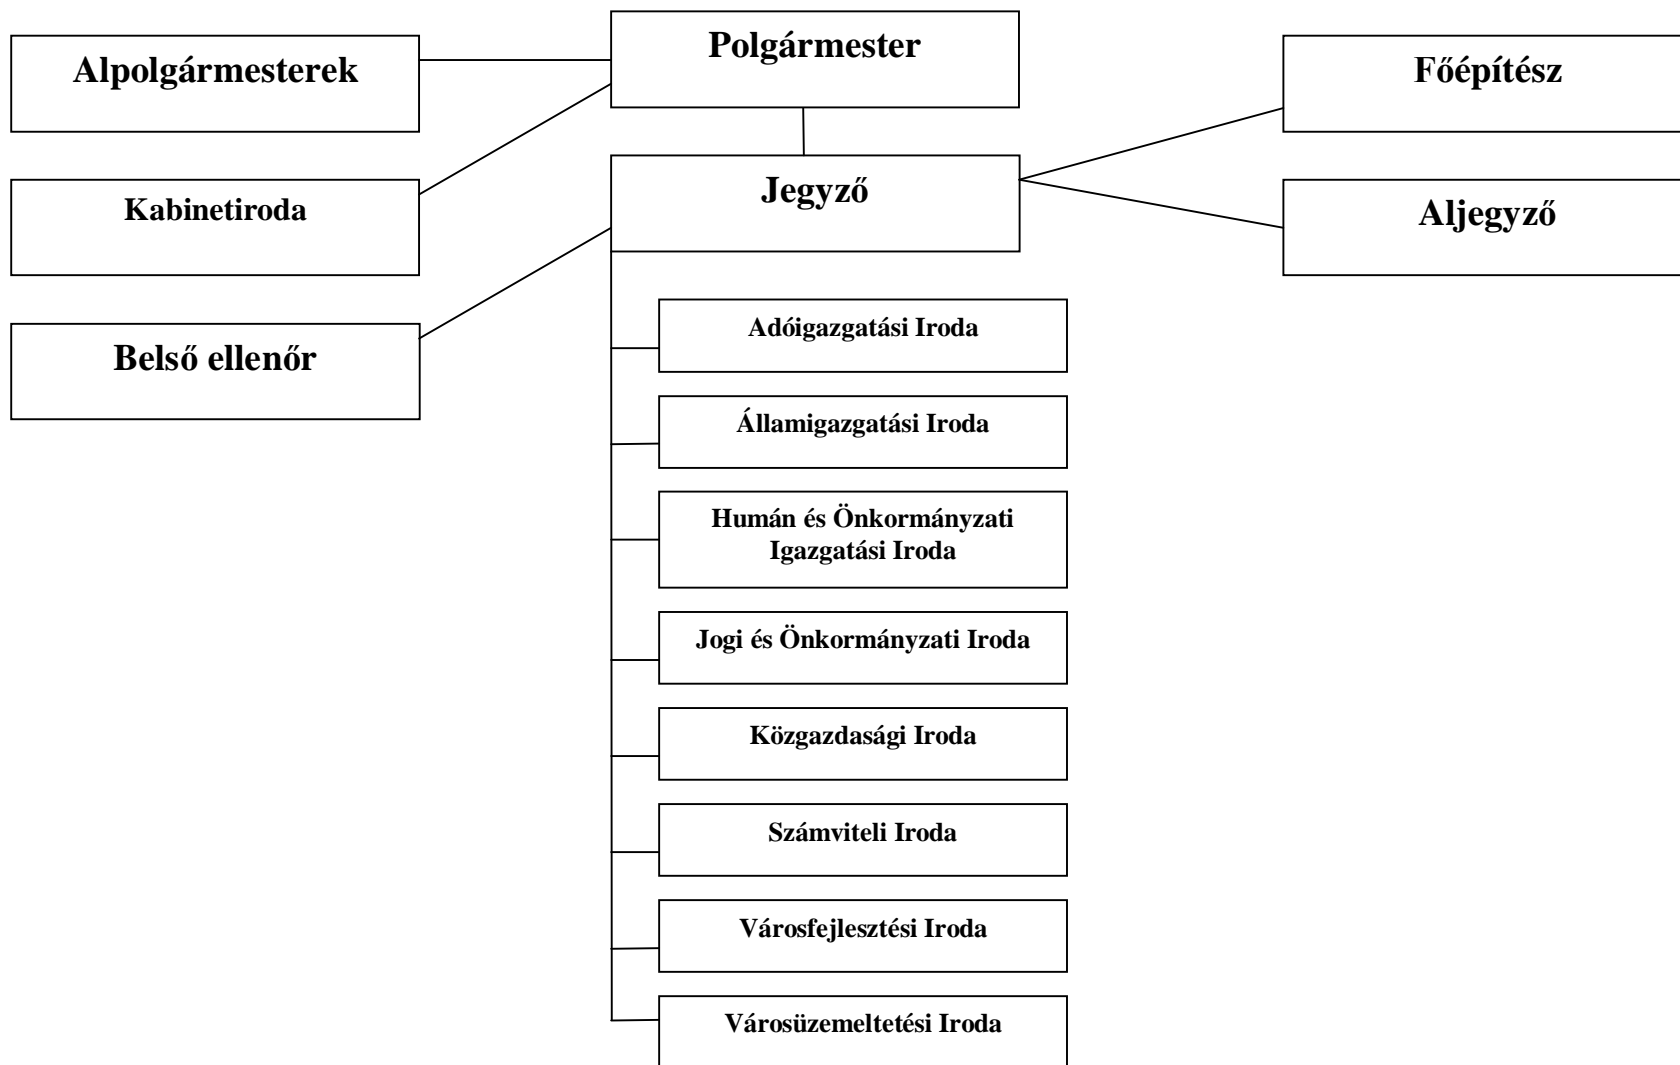 Polgármester
Alpolgármesterek
Főépítész
Jegyző
Kabinetiroda
Aljegyző
Belső ellenőr
Adóigazgatási Iroda
Államigazgatási Iroda
Humán és Önkormányzati
Igazgatási Iroda
Jogi és Önkormányzati Iroda
Közgazdasági Iroda
Számviteli Iroda
Városfejlesztési Iroda
Városüzemeltetési Iroda